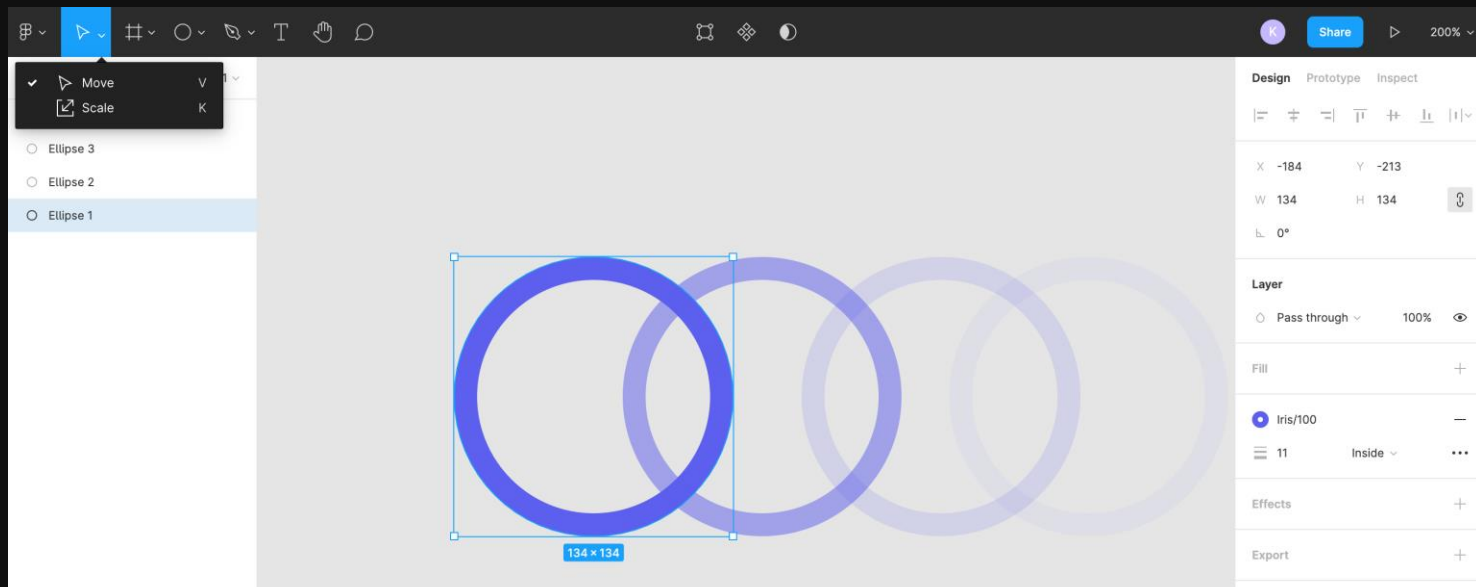 T
K
Share
200%
Move V
Scale K
1
Ellipse 3
Ellipse 2
Ellipse 1
134 × 134
Design Prototype Inspect
X -184 Y -213
W 134 H 134
0°
Layer
Pass through 100%
Fill
Iris/100
11 Inside
Effects
Export